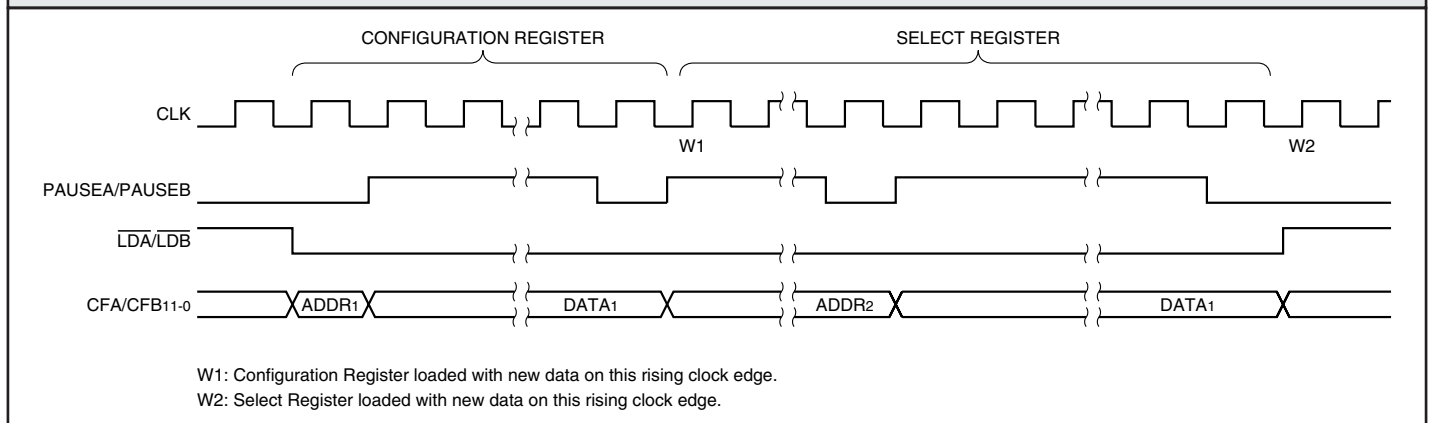 CONFIGURATION REGISTER SELECT REGISTER
CLK
W1 W2
PAUSEA/PAUSEB
LDA/LDB
CFA/CFB11-0 ADDR1 DATA1 ADDR2 DATA1
W1: Configuration Register loaded with new data on this rising clock edge.
W2: Select Register loaded with new data on this rising clock edge.